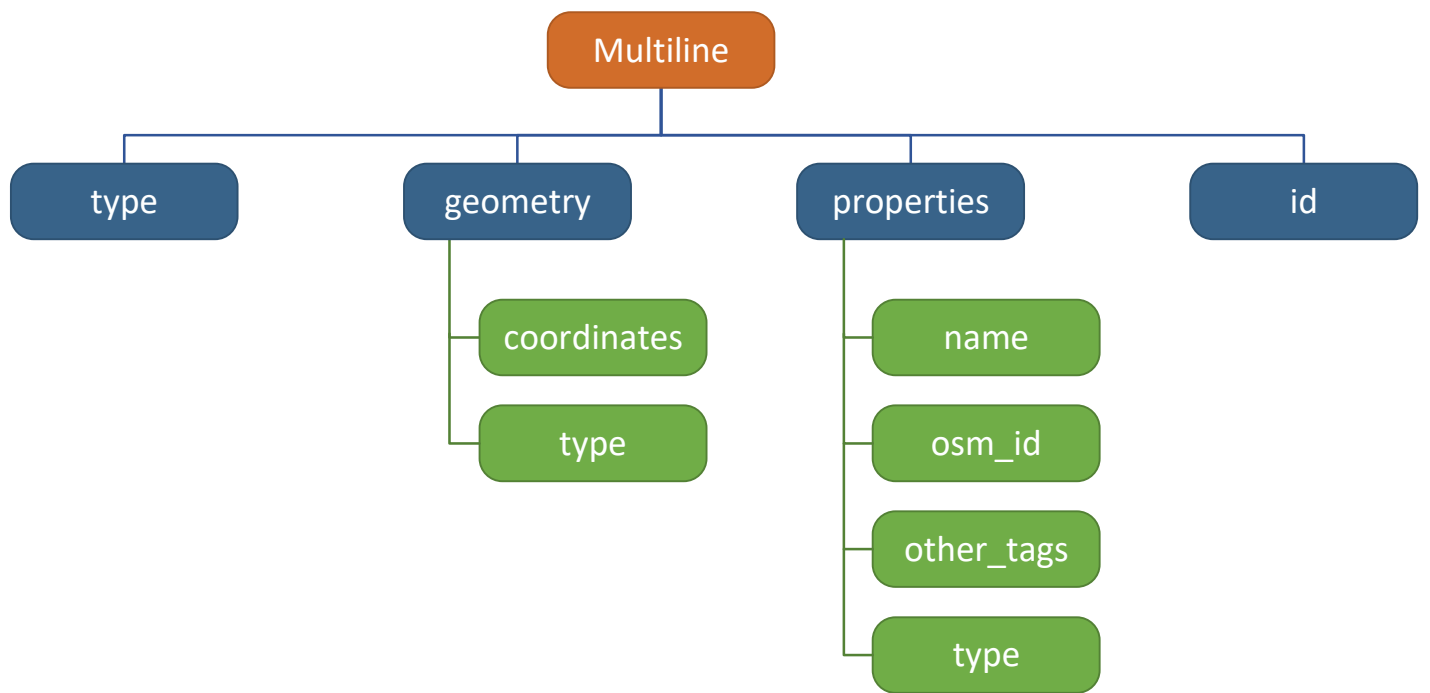 Multiline
type
geometry
properties
id
coordinates
type
name
osm_id
other_tags
type